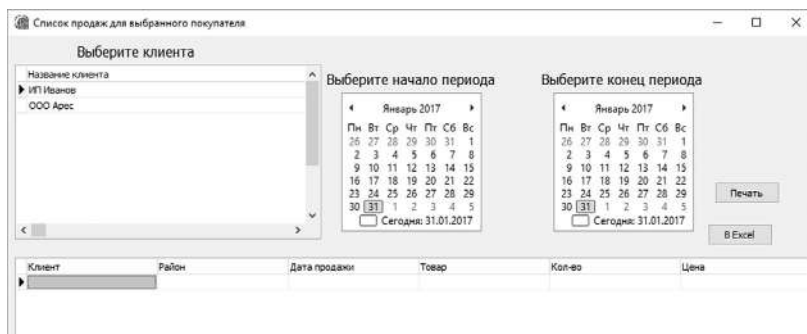 Список продаж для выбранного покупателя
Выберите клиента
Название клиента
ИП Иванов
ООО Арес
Выберите начало периода
Январь 2017
Пн Вт Ср Чт Пт Сб Вс
26 27 28 29 30 31 1
2 3 4 5 6 7 8
9 10 11 12 13 14 15
16 17 18 19 20 21 22
23 24 25 26 27 28 29
30 31 1 2 3 4 5
Сегодня: 31.01.2017
Выберите конец периода
Январь 2017
Пн Вт Ср Чт Пт Сб Вс
26 27 28 29 30 31 1
2 3 4 5 6 7 8
9 10 11 12 13 14 15
16 17 18 19 20 21 22
23 24 25 26 27 28 29
30 31 1 2 3 4 5
Сегодня: 31.01.2017
Печать
В Excel
Клиент Район Дата продажи Товар Кол-во Цена